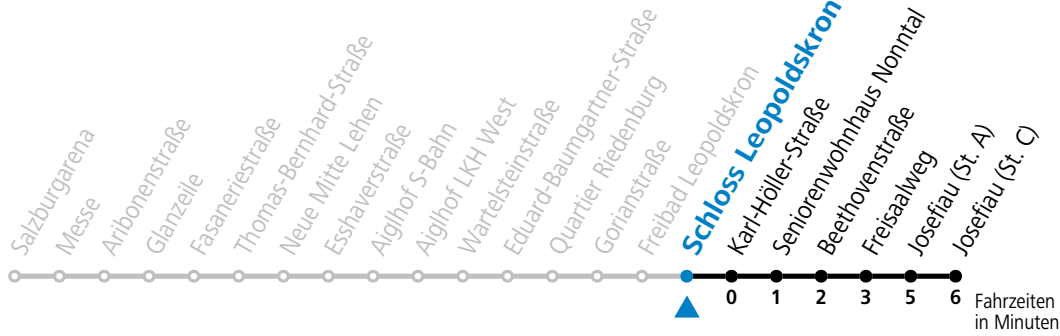 Salzburgarena
Messe
Aribonenstraße
Glanzeile
Fasaneriestraße
Thomas-Bernhard-Straße
Neue Mitte Lehen
Esshaverstraße
Aiglhof S-Bahn
Aiglhof LKH West
Wartelsteinstraße
Eduard-Baumgartner-Straße
Quartier Riedenburg
Gorianstraße
Freibad Leopoldskron
Schloss Leopoldskron
Karl-Höller-Straße
Seniorenwohnhaus Nonntal
Beethovenstraße
Freisaalweg
Josefiau (St. A)
Josefiau (St. C)
0 1 2 3 5 6
Fahrzeiten
in Minuten